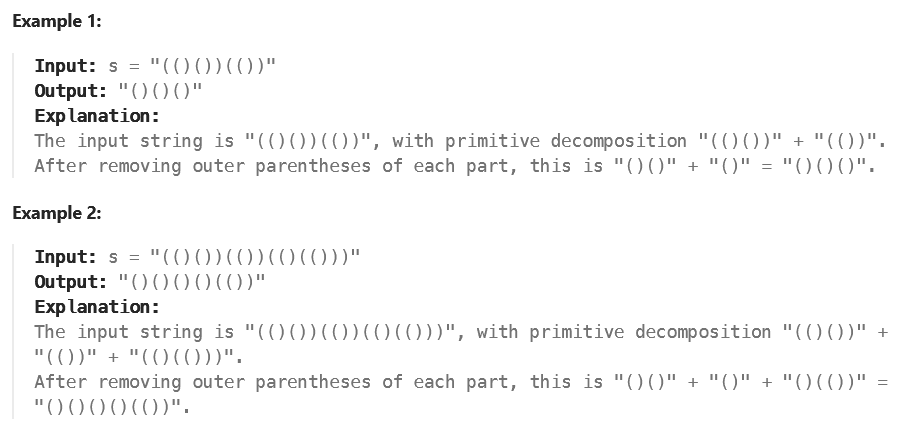 Example 1:
Input: s = "(()())(())"
Output: "()()()"
Explanation:
The input string is "(()())(())", with primitive decomposition "(()())" + "(())".
After removing outer parentheses of each part, this is "()()" + "()" = "()()()".
Example 2:
Input: s = "(()())(())(()(()))"
Output: "()()()()(())"
Explanation:
The input string is "(()())(())(()(()))", with primitive decomposition "(()())" +
"(())" + "(()(()))".
After removing outer parentheses of each part, this is "()()" + "()" + "()(())" =
"()()()()(())".